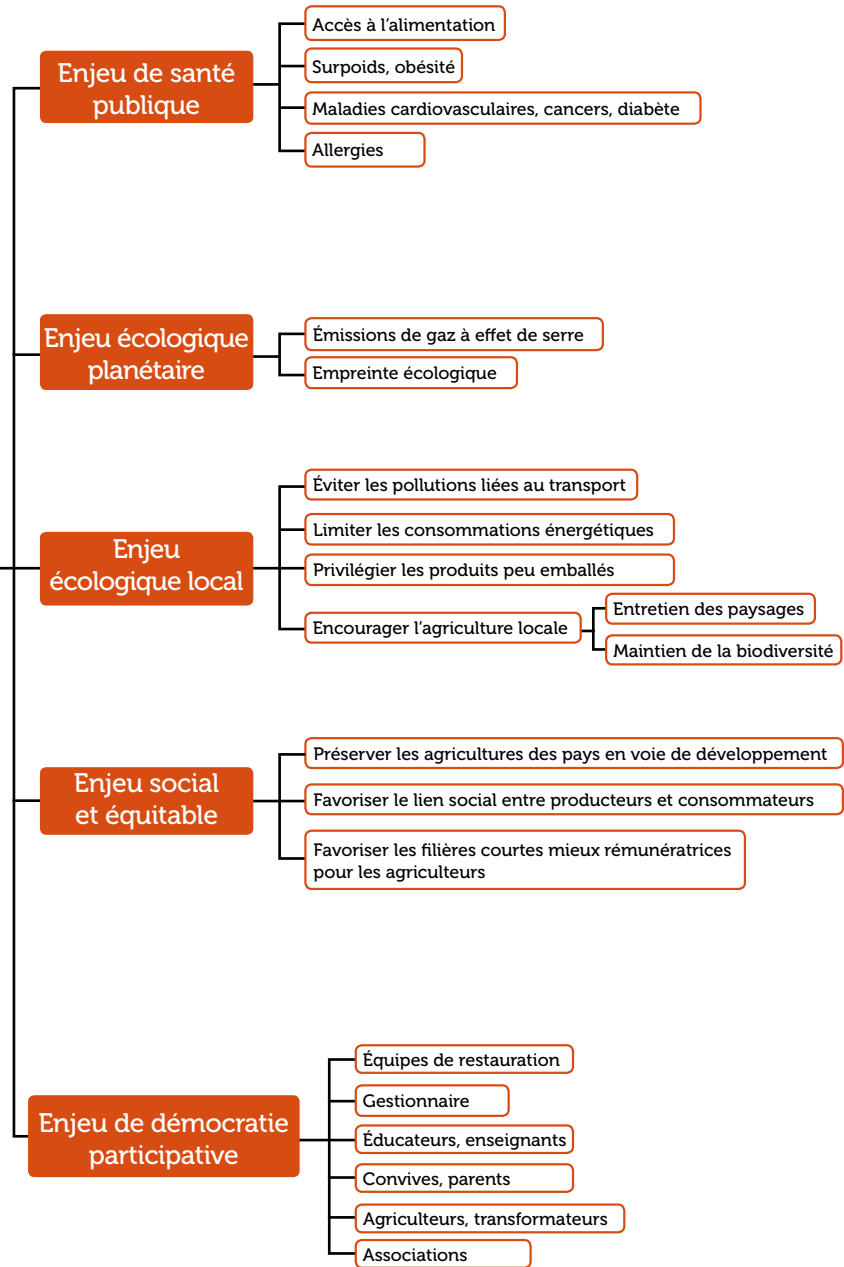 Enjeu de santé
publique
Accès à l’alimentation
Surpoids, obésité
Maladies cardiovasculaires, cancers, diabète
Allergies
Enjeu écologique
planétaire
Émissions de gaz à effet de serre
Empreinte écologique
Enjeu
écologique local
Éviter les pollutions liées au transport
Limiter les consommations énergétiques
Privilégier les produits peu emballés
Encourager l’agriculture locale
Entretien des paysages
Maintien de la biodiversité
Enjeu social
et équitable
Préserver les agricultures des pays en voie de développement
Favoriser le lien social entre producteurs et consommateurs
Favoriser les filières courtes mieux rémunératrices
pour les agriculteurs
Enjeu de démocratie
participative
Équipes de restauration
Gestionnaire
Éducateurs, enseignants
Convives, parents
Agriculteurs, transformateurs
Associations